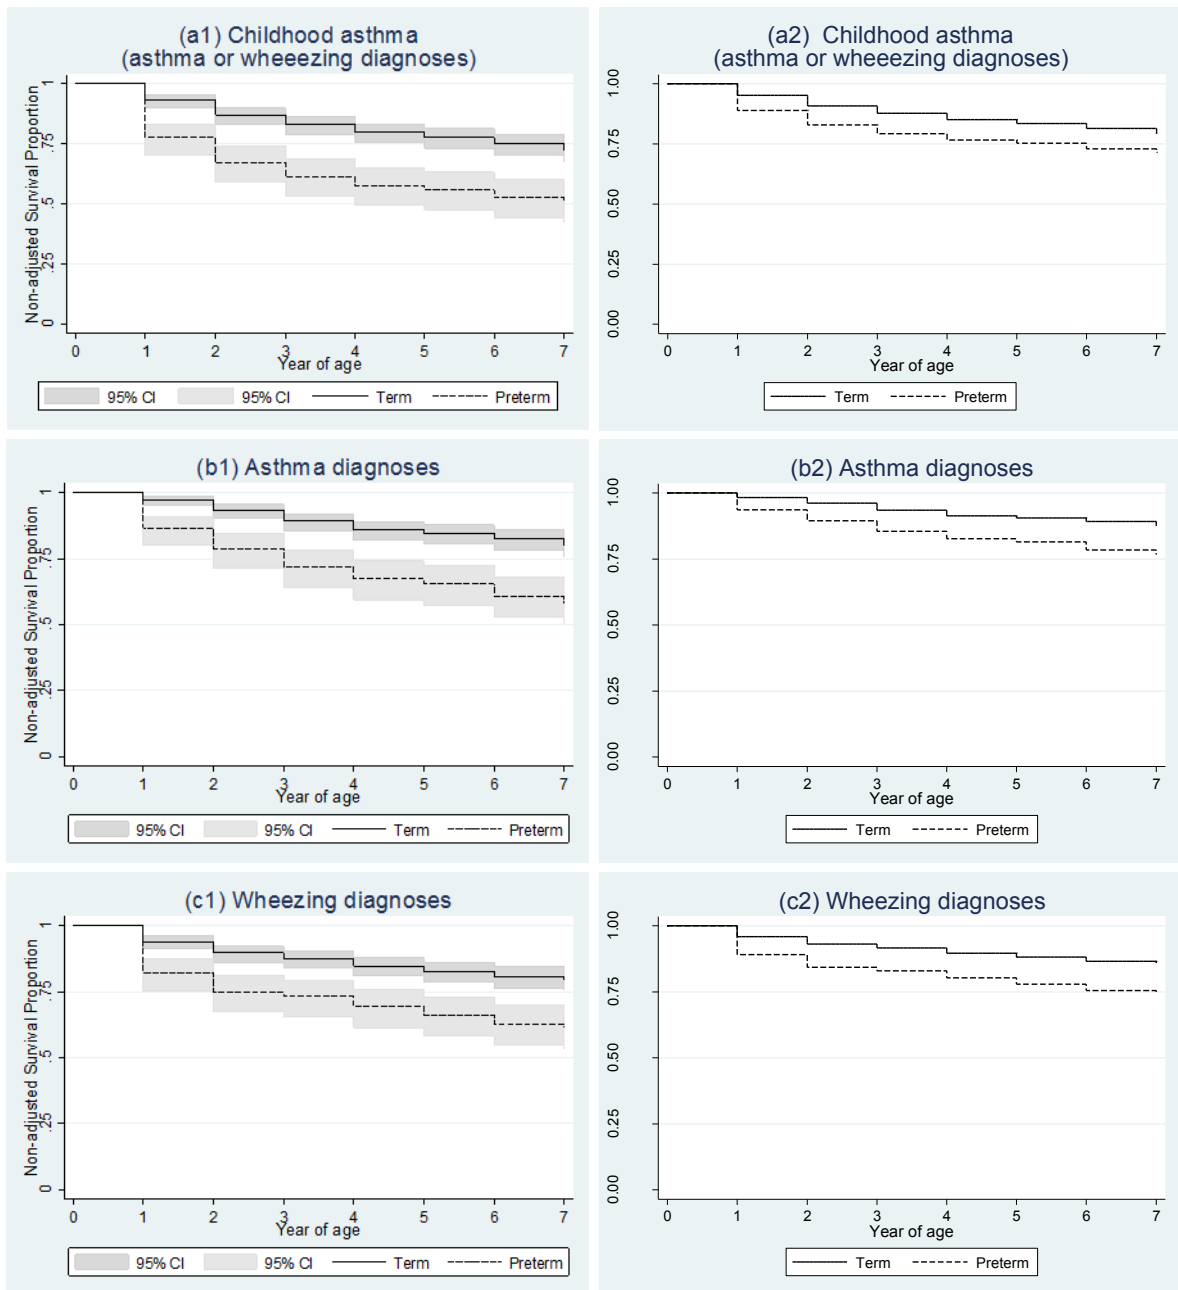 (a1) Childhood asthma
(asthma or wheeezing diagnoses)
Non-adjusted Survival Proportion
1
.75
.5
.25
0
0 1 2 3 4 5 6 7
Year of age
95% CI 95% CI Term Preterm
(a2) Childhood asthma
(asthma or wheeezing diagnoses)
1.00
0.75
0.50
0.25
0.00
0 1 2 3 4 5 6 7
Year of age
Term Preterm
(b1) Asthma diagnoses
Non-adjusted Survival Proportion
1
.75
.5
.25
0
0 1 2 3 4 5 6 7
Year of age
95% CI 95% CI Term Preterm
(b2) Asthma diagnoses
1.00
0.75
0.50
0.25
0.00
0 1 2 3 4 5 6 7
Year of age
Term Preterm
(c1) Wheezing diagnoses
Non-adjusted Survival Proportion
1
.75
.5
.25
0
0 1 2 3 4 5 6 7
Year of age
95% CI 95% CI Term Preterm
(c2) Wheezing diagnoses
1.00
0.75
0.50
0.25
0.00
0 1 2 3 4 5 6 7
Year of age
Term Preterm